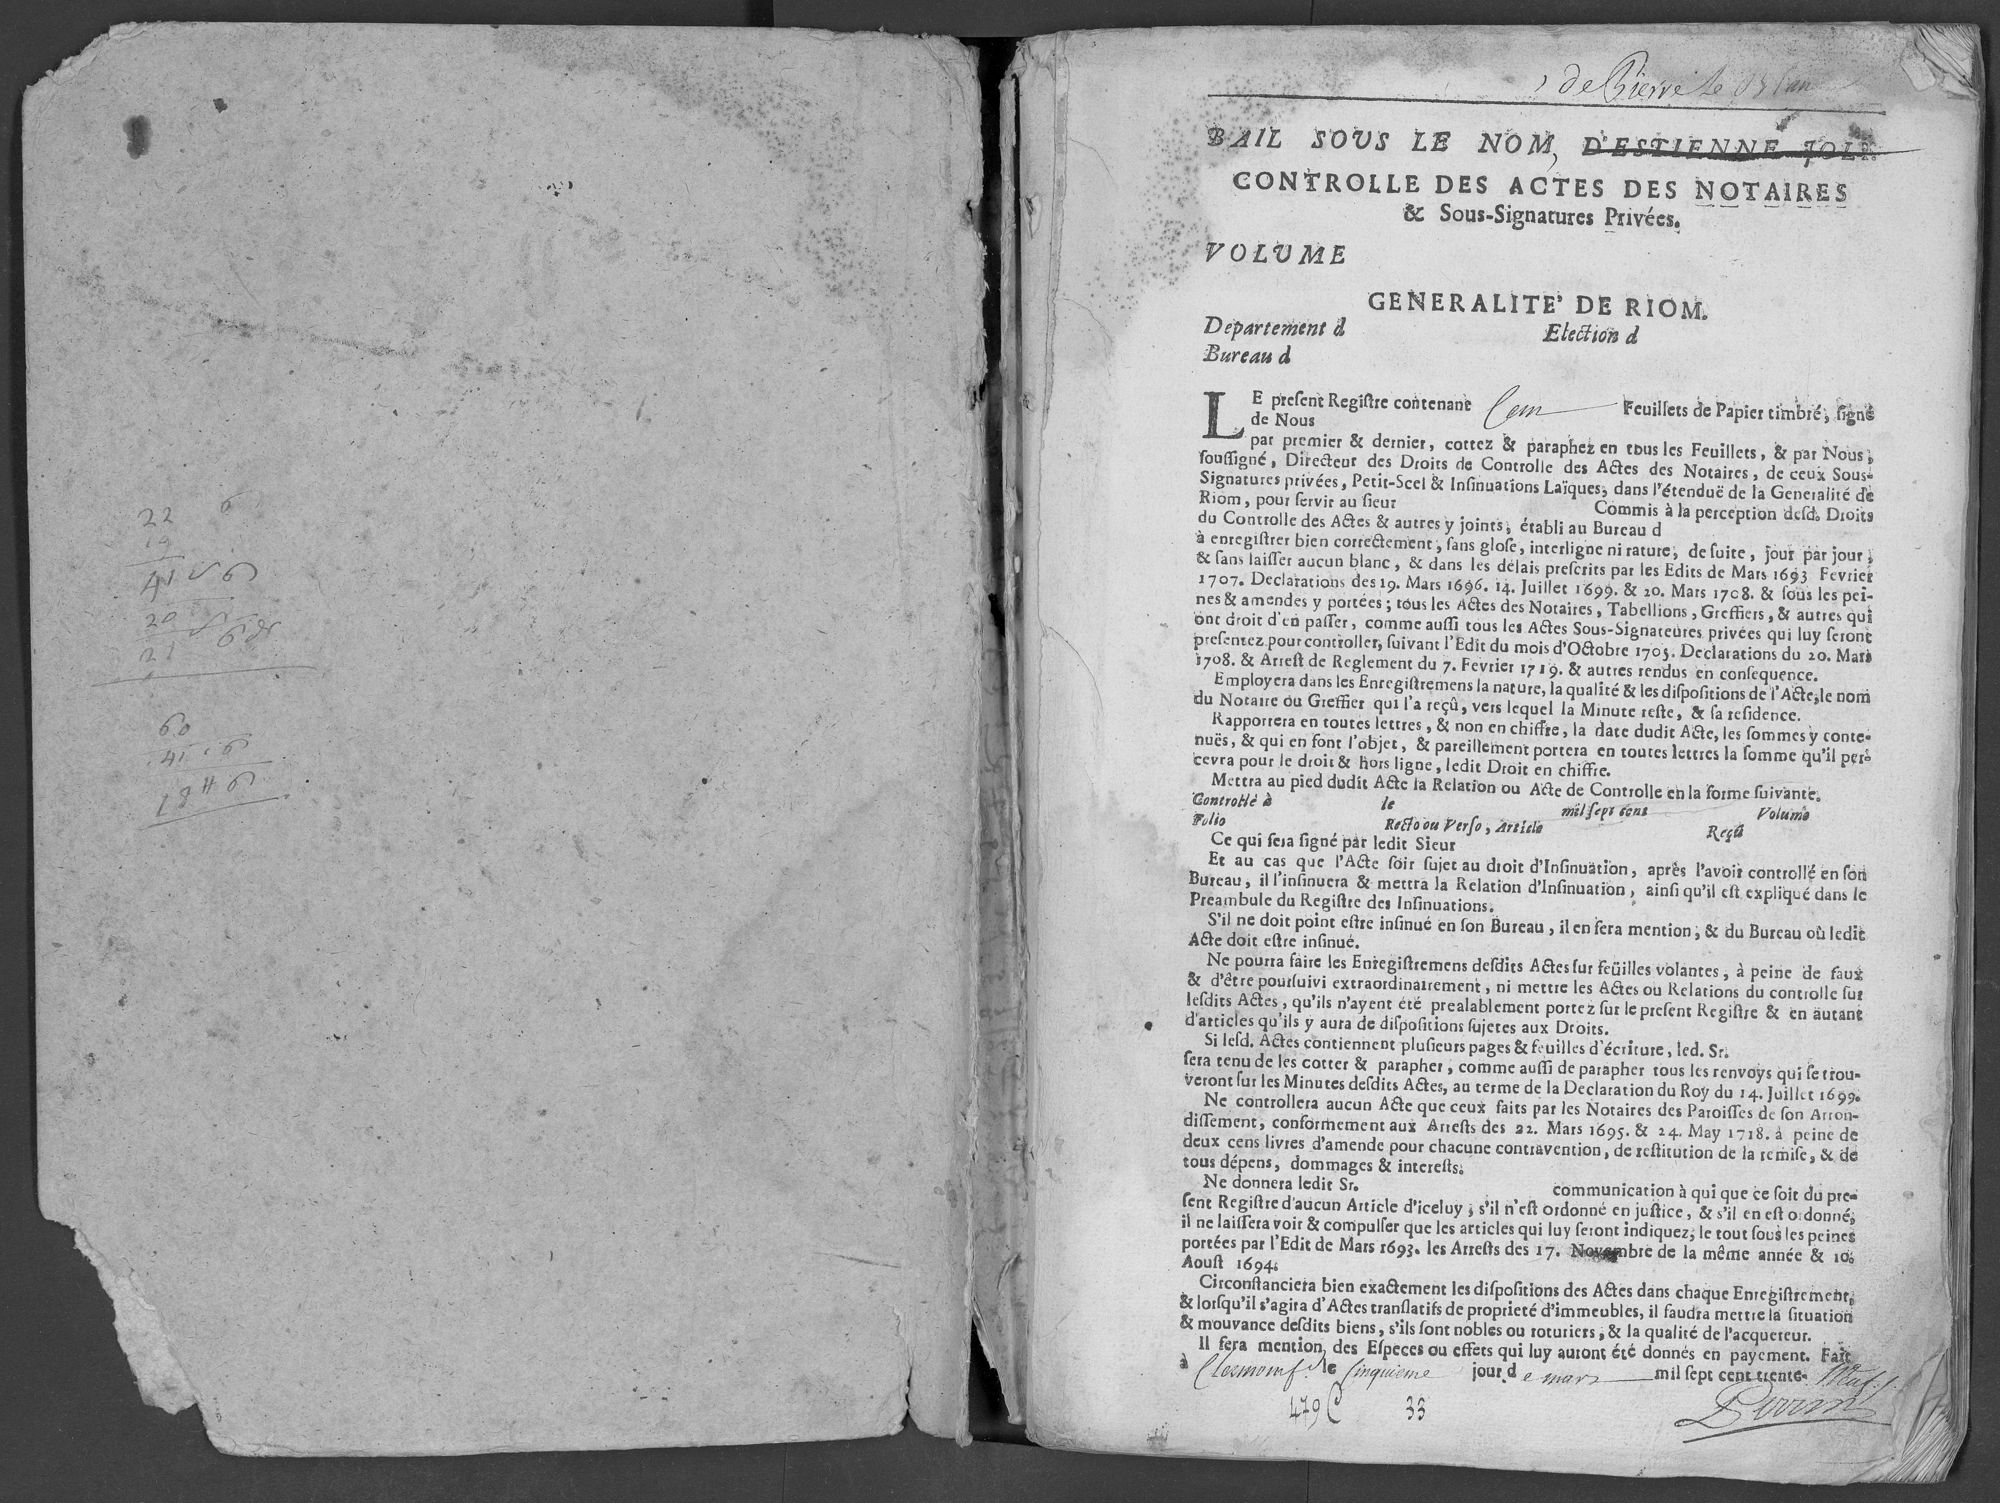 22 6
19
41 5 6
20 5
21 6 ds
60
41 . 6
18 # 6
de Pierre le
BAIL SOUS LE NOM, D'ESTIENNE JOLY.
CONTROLLE DES ACTES DES NOTAIRES
& Sous-Signatures Privées.
VOLUME
GENERALITE' DE RIOM.
Departement d Election d
Bureau d
LE present Registre contenant Cent Feuillets de Papier timbré, signé
de Nous
par premier & dernier, cottez & paraphez en tous les Feuillets, & par Nous,
soussigné, Directeur des Droits de Controlle des Actes des Notaires, de ceux Sous-
Signatures privées, Petit-Scel & Insinuations Laïques, dans l'étenduë de la Generalité de
Riom, pour servir au sieur Commis à la perception desd. Droits
du Controlle des Actes & autres y joints, établi au Bureau d
à enregistrer bien correctement, sans glose, interligne ni rature, de suite, jour par jour,
& sans laisser aucun blanc, & dans les délais prescrits par les Edits de Mars 1693 Fevrier
1707. Declarations des 19. Mars 1696. 14. Juillet 1699. & 20. Mars 1708. & sous les pei-
nes & amendes y portées; tous les Actes des Notaires, Tabellions, Greffiers, & autres qui
ont droit d'en passer, comme aussi tous les Actes Sous-Signateures privées qui luy seront
presentez pour controller, suivant l'Edit du mois d'Octobre 1705. Declarations du 20. Mars
1708. & Arrest de Reglement du 7. Fevrier 1719. & autres rendus en consequence.
Employera dans les Enregistremens la nature, la qualité & les dispositions de l'Acte, le nom
du Notaire ou Greffier qui l'a reçû, vers lequel la Minute reste, & sa residence.
Rapportera en toutes lettres, & non en chiffre, la date dudit Acte, les sommes y conte-
nuës, & qui en font l'objet, & pareillement portera en toutes lettres la somme qu'il per-
cevra pour le droit & hors ligne, ledit Droit en chiffre.
Mettra au pied dudit Acte la Relation ou Acte de Controlle en la forme suivante.
Controllé à le mil sept cens Volume
Folio Recto ou Verso, Article Reçû
Ce qui sera signé par ledit Sieur
Et au cas que l'Acte soir sujet au droit d'Insinuation, après l'avoir controllé en son
Bureau, il l'insinuera & mettra la Relation d'Insinuation, ainsi qu'il est expliqué dans le
Preambule du Registre des Insinuations.
S'il ne doit point estre insinué en son Bureau, il en sera mention, & du Bureau où ledit
Acte doit estre insinué.
Ne pourra faire les Enregistremens desdits Actes sur feüilles volantes, à peine de faux
& d'être poursuivi extraordinairement, ni mettre les Actes ou Relations du controlle sur
lesdits Actes, qu'ils n'ayent été prealablement portez sur le present Registre & en autant
d'articles qu'ils y aura de dispositions sujetes aux Droits.
Si lesd. Actes contiennent plusieurs pages & feuilles d'écriture, led. Sr.
sera tenu de les cotter & parapher, comme aussi de parapher tous les renvoys qui se trou-
veront sur les Minutes desdits Actes, au terme de la Declaration du Roy du 14. Juillet 1699.
Ne controllera aucun Acte que ceux faits par les Notaires des Paroisses de son Arron-
dissement, conformement aux Arrests des 22. Mars 1695. & 24. May 1718. à peine de
deux cens livres d'amende pour chacune contravention, de restitution de la remise, & de
tous dépens, dommages & interests.
Ne donnera ledit Sr. communication à qui que ce soit du pre-
sent Registre d'aucun Article d'iceluy, s'il n'est ordonné en justice, & s'il en est ordonné,
il ne laissera voir & compulser que les articles qui luy seront indiquez, le tout sous les peines
portées par l'Edit de Mars 1693. les Arrests des 17. Novembre de la même année & 10.
Aoust 1694.
Circonstanciera bien exactement les dispositions des Actes dans chaque Enregistrement,
& lorsqu'il s'agira d'Actes translatifs de proprieté d'immeubles, il faudra mettre la situation
& mouvance desdits biens, s'ils sont nobles ou roturiers, & la qualité de l'acquereur.
Il fera mention des Especes ou effets qui luy auront été donnés en payement. Fait
à Clermont f. le cinquieme jour de mars mil sept cent trente- neuf.
479 C 33
Perrin